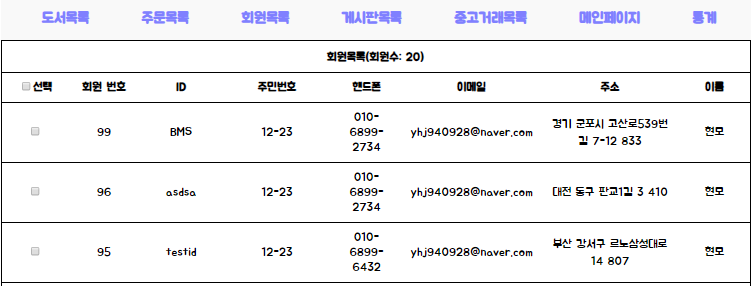 도서목록 주문목록 회원목록 게시판목록 중고거래목록 메인페이지 통계
회원목록(회원수: 20)
선택 회원 번호 ID 주민번호 핸드폰 이메일 주소 이름
99 BMS 12-23 010-6899-2734 yhj940928@naver.com 경기 군포시 고산로539번길 7-12 833 현모
96 asdsa 12-23 010-6899-2734 yhj940928@naver.com 대전 동구 판교1길 3 410 현모
95 testid 12-23 010-6899-6432 yhj940928@naver.com 부산 강서구 르노삼성대로 14 807 현모